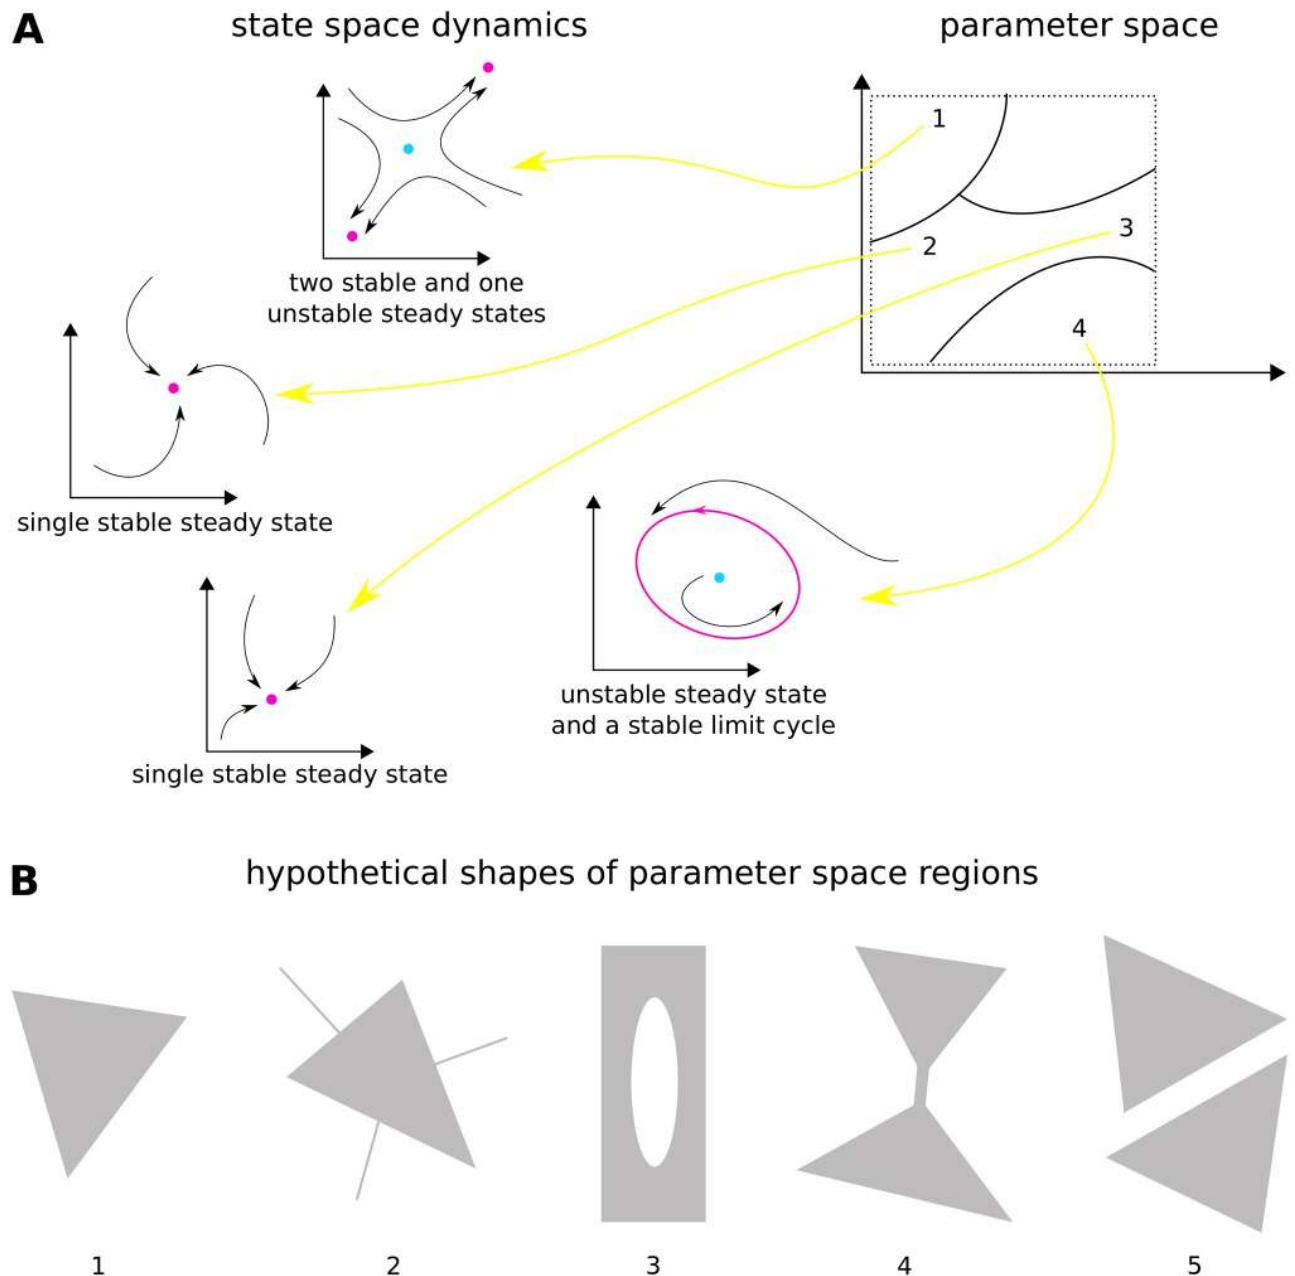 A
state space dynamics
parameter space
1
2
3
4
two stable and one
unstable steady states
single stable steady state
unstable steady state
and a stable limit cycle
single stable steady state
B
hypothetical shapes of parameter space regions
1
2
3
4
5